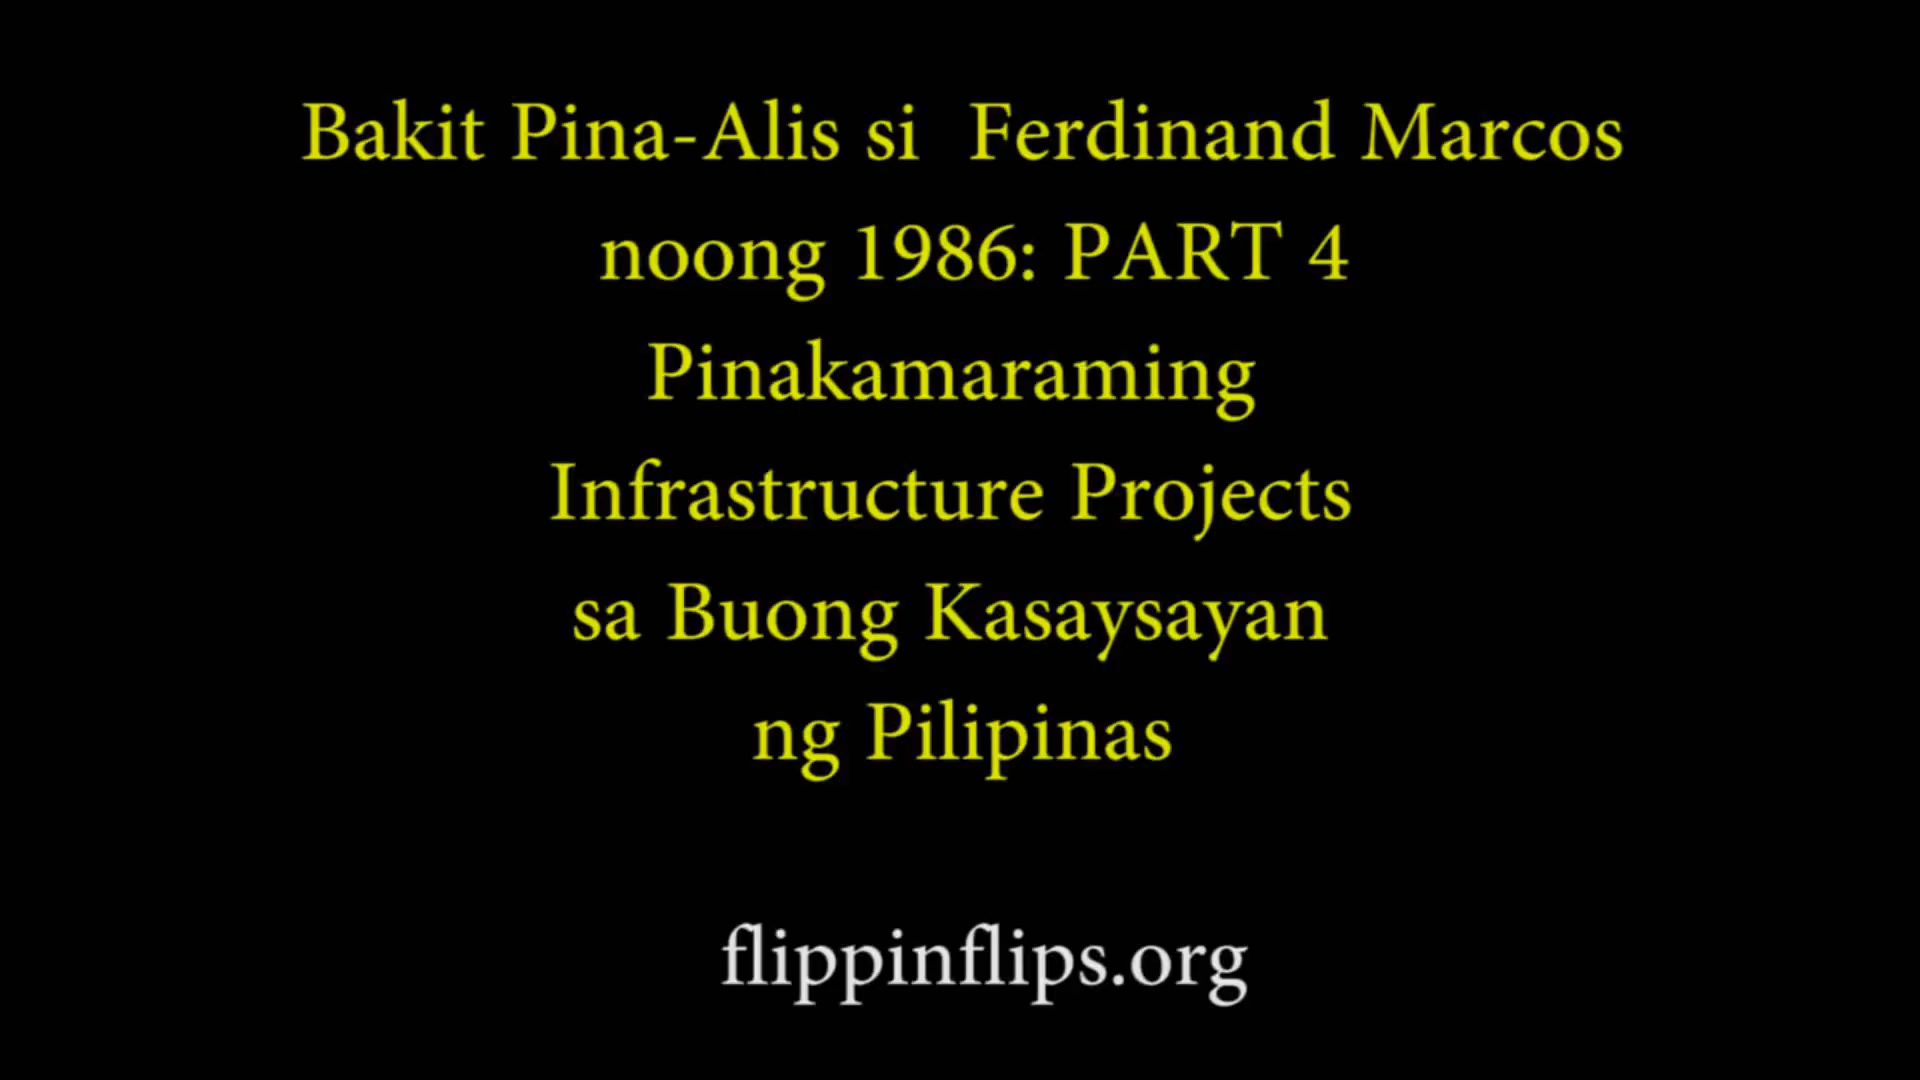 Bakit Pina-Alis si Ferdinand Marcos
noong 1986: PART 4
Pinakamaraming
Infrastructure Projects
sa Buong Kasaysayan
ng Pilipinas
flippinflips.org